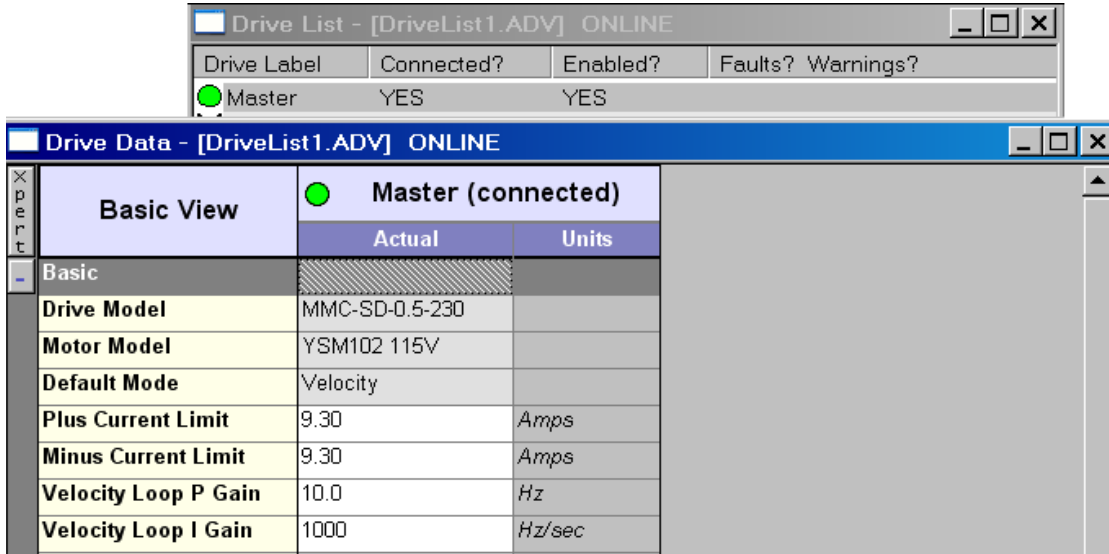 Drive List - [DriveList1.ADV] ONLINE
Drive Label Connected? Enabled? Faults? Warnings?
Master YES YES
Drive Data - [DriveList1.ADV] ONLINE
Xpert
Basic View Master (connected)
Actual Units
Basic
Drive Model MMC-SD-0.5-230
Motor Model YSM102 115V
Default Mode Velocity
Plus Current Limit 9.30 Amps
Minus Current Limit 9.30 Amps
Velocity Loop P Gain 10.0 Hz
Velocity Loop I Gain 1000 Hz/sec